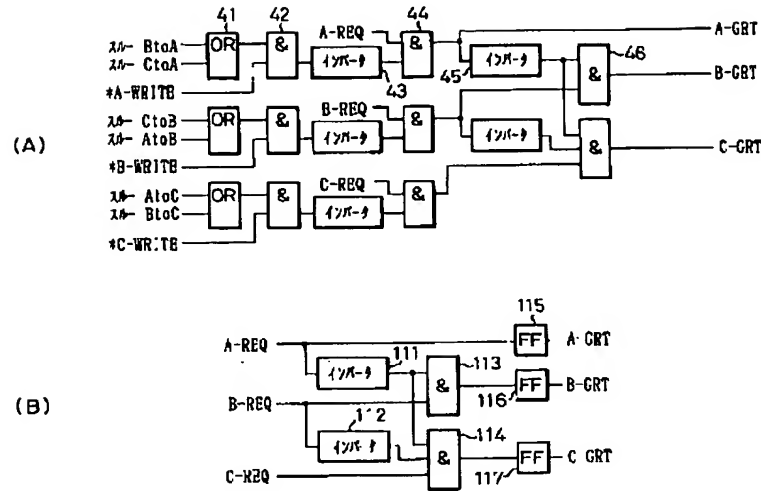 41
42
44
A-REQ
A-GRT
スルー BtoA
OR
&
&
46
スルー CtoA
インバータ
インバータ
&
B-GRT
*A-WRITE
43
45
B-REQ
スルー CtoB
OR
&
&
スルー AtoB
インバータ
インバータ
&
C-GRT
(A)
*B-WRITE
C-REQ
スルー AtoC
OR
&
&
スルー BtoC
インバータ
*C-WRITE
115
A-REQ
FF
A-GRT
111
113
インバータ
&
FF
B-GRT
B-REQ
116
(B)
112
114
インバータ
&
FF
C GRT
C-REQ
117